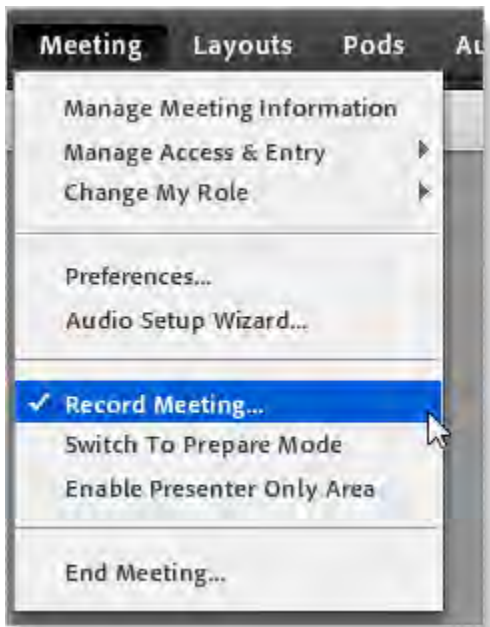 Meeting Layouts Pods Au
Manage Meeting Information
Manage Access & Entry
Change My Role
Preferences...
Audio Setup Wizard...
Record Meeting...
Switch To Prepare Mode
Enable Presenter Only Area
End Meeting...